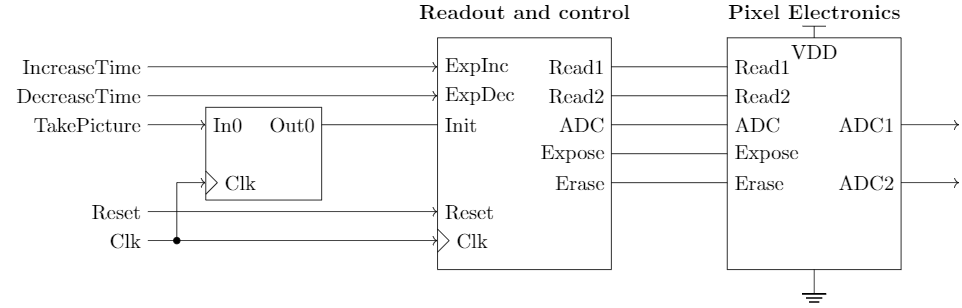 Readout and control
Pixel Electronics
VDD
IncreaseTime
ExpInc
Read1
Read1
DecreaseTime
ExpDec
Read2
Read2
TakePicture
In0
Out0
Init
ADC
ADC
ADC1
Expose
Expose
Clk
Erase
Erase
ADC2
Reset
Reset
Clk
Clk